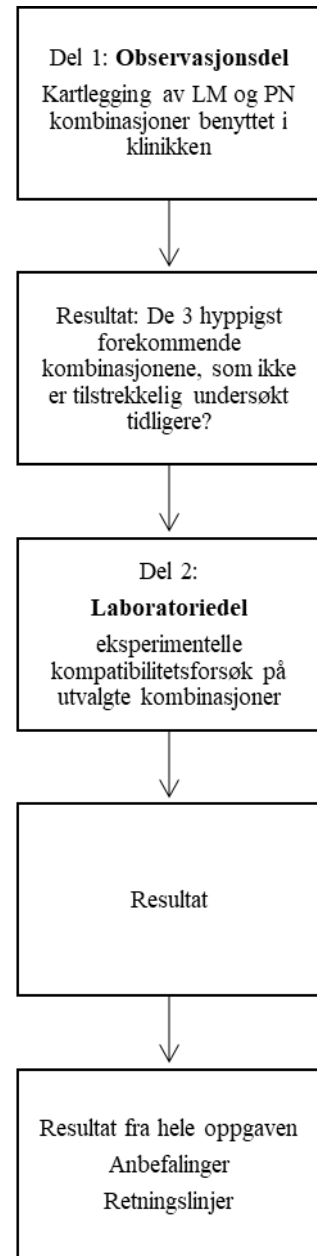 Del 1: Observasjonsdel
Kartlegging av LM og PN
kombinasjoner benyttet i
klinikken
Resultat: De 3 hyppigst
forekommende
kombinasjonene, som ikke
er tilstrekkelig undersøkt
tidligere?
Del 2:
Laboratoriedel
eksperimentelle
kompatibilitetsforsøk på
utvalgte kombinasjoner
Resultat
Resultat fra hele oppgaven
Anbefalinger
Retningslinjer